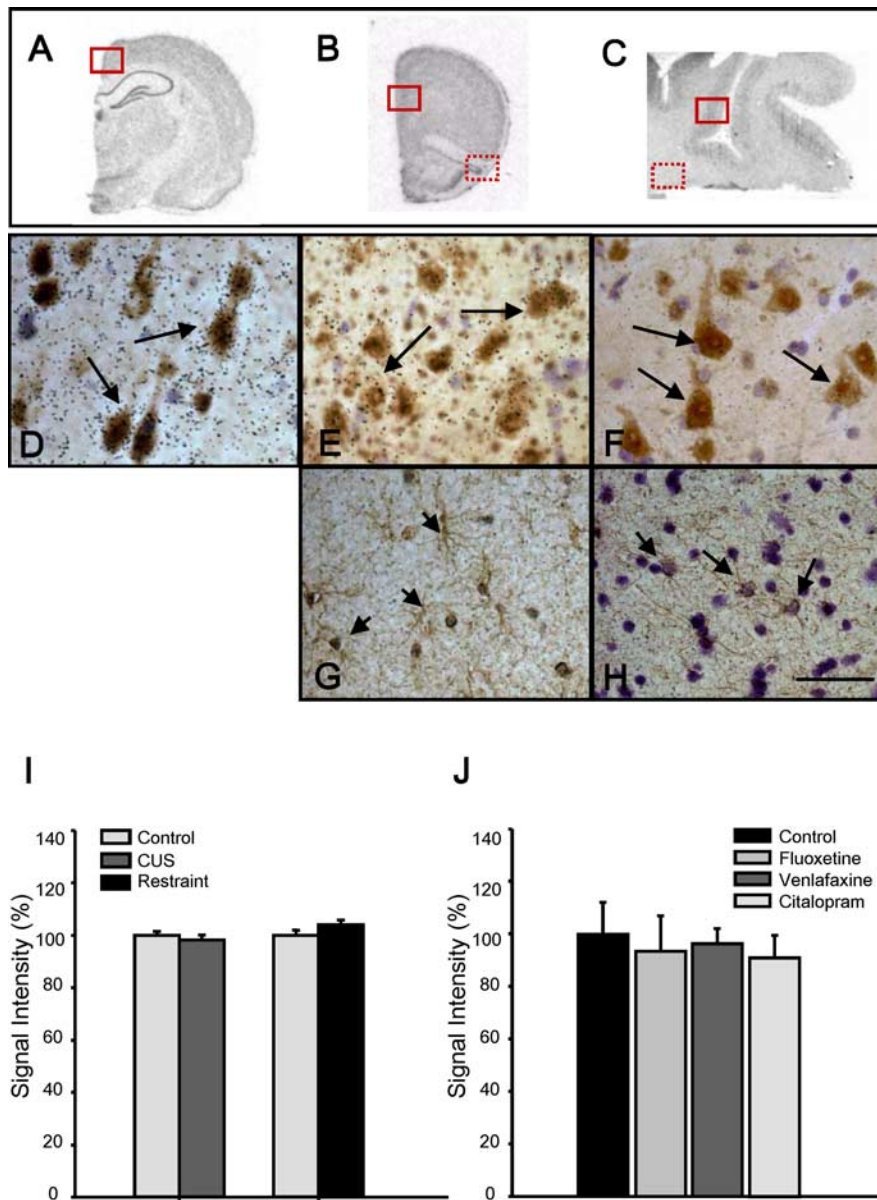 A
B
C
D
E
F
G
H
I
J
Signal Intensity (%)
140
120
100
80
60
40
20
0
Control
CUS
Restraint
Signal Intensity (%)
140
120
100
80
60
40
20
0
Control
Fluoxetine
Venlafaxine
Citalopram